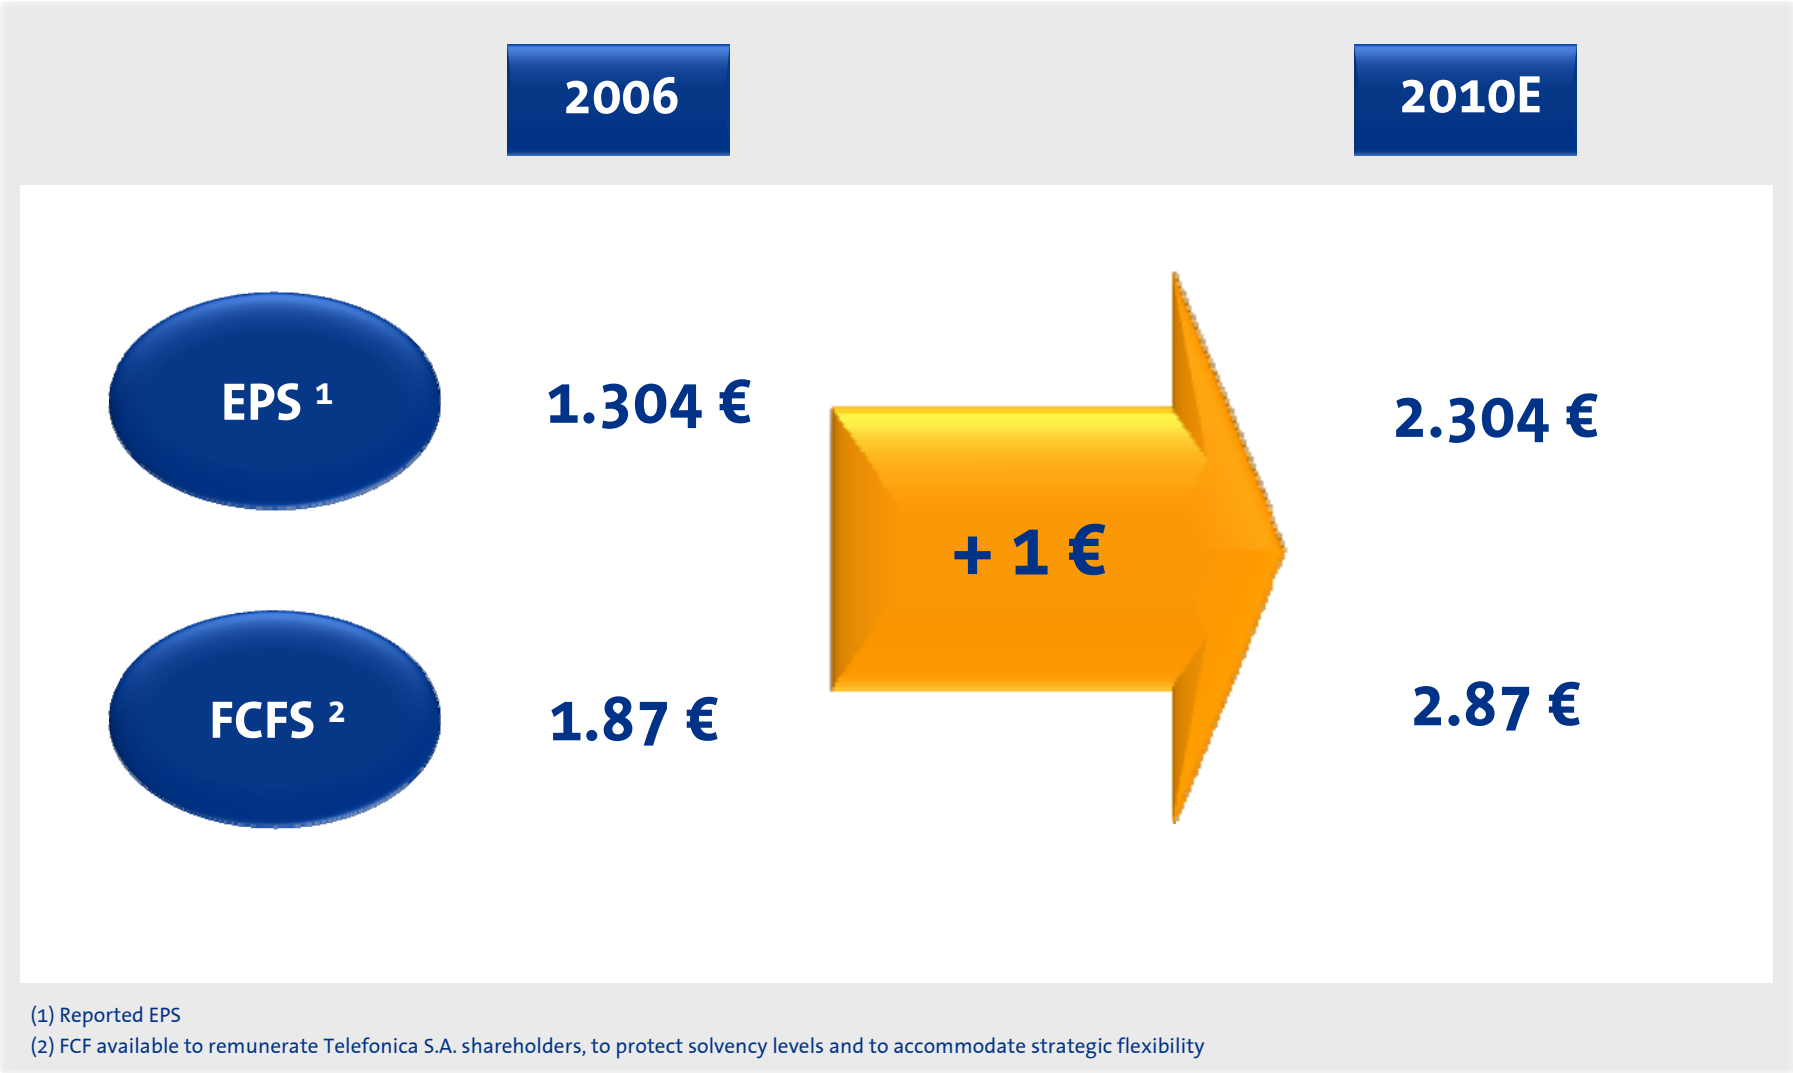 2006
2010E
EPS ¹
1.304 €
2.304 €
+ 1 €
FCFS ²
1.87 €
2.87 €
(1) Reported EPS
(2) FCF available to remunerate Telefonica S.A. shareholders, to protect solvency levels and to accommodate strategic flexibility